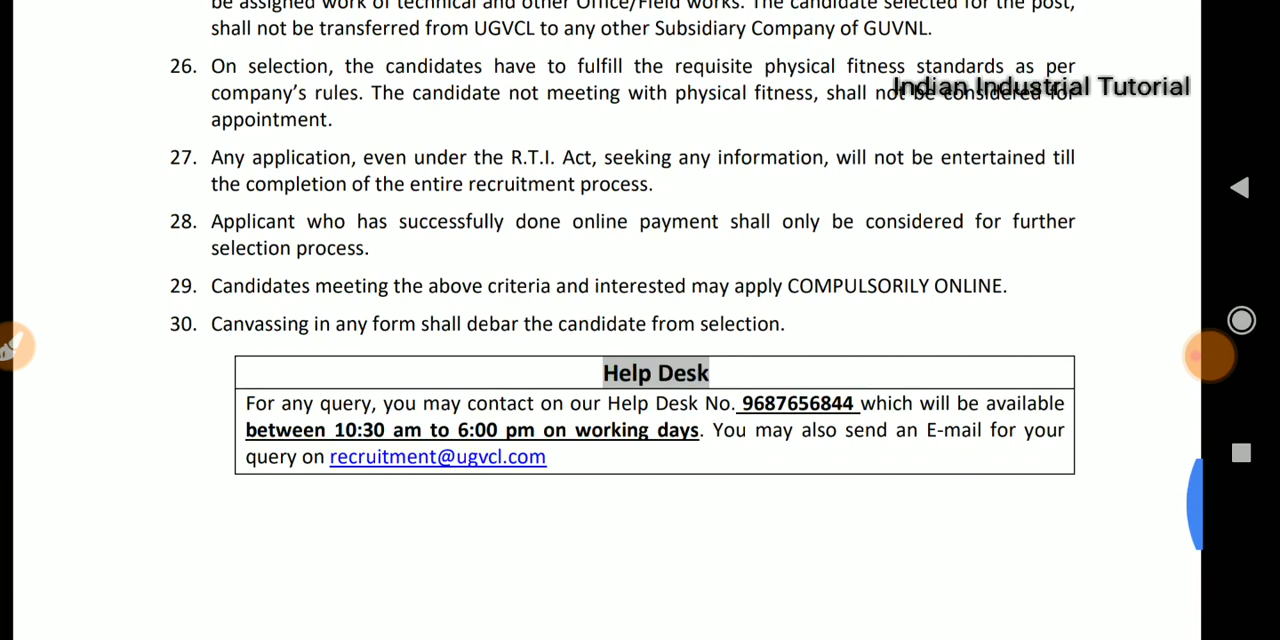 be assigned work of technical and other Office/Field works. The candidate selected for the post,
shall not be transferred from UGVCL to any other Subsidiary Company of GUVNL.
26. On selection, the candidates have to fulfill the requisite physical fitness standards as per
company's rules. The candidate not meeting with physical fitness, shall not be considered for
Indian Industrial Tutorial
appointment.
27. Any application, even under the R.T.I. Act, seeking any information, will not be entertained till
the completion of the entire recruitment process.
28. Applicant who has successfully done online payment shall only be considered for further
selection process.
29. Candidates meeting the above criteria and interested may apply COMPULSORILY ONLINE.
30. Canvassing in any form shall debar the candidate from selection.
Help Desk
For any query, you may contact on our Help Desk No. 9687656844 which will be available
between 10:30 am to 6:00 pm on working days. You may also send an E-mail for your
query on recruitment@ugvcl.com